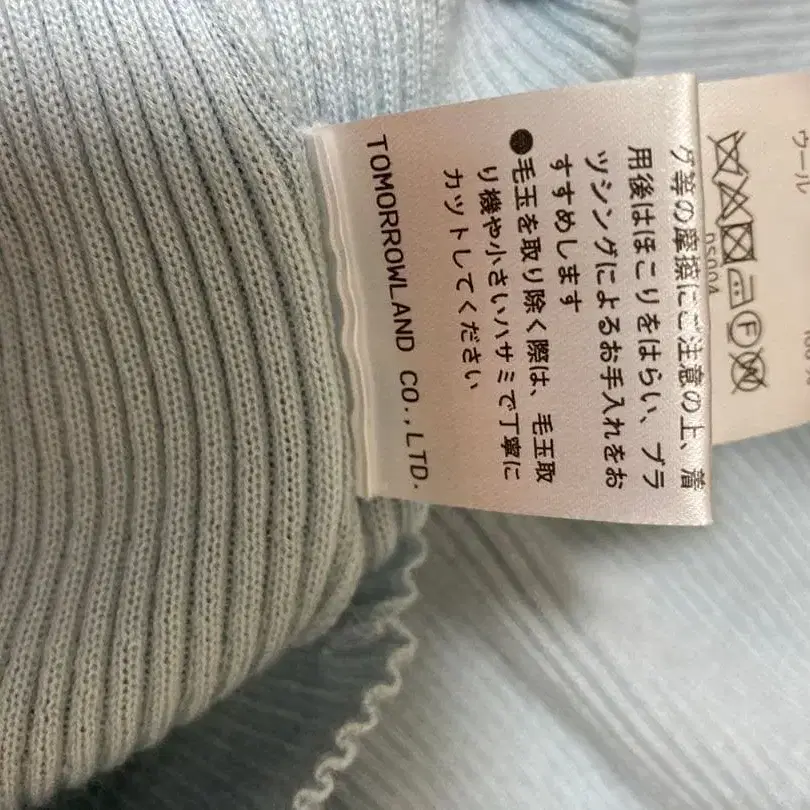 グ等の摩擦にご注意の上、着
用後はほこりをはらい、ブラ
ッシングによるお手入れをお
すすめします
●毛玉を取り除く際は、毛玉取
り機や小さいハサミで丁寧に
カットしてください
TOMORROWLAND CO.,LTD.
ウール